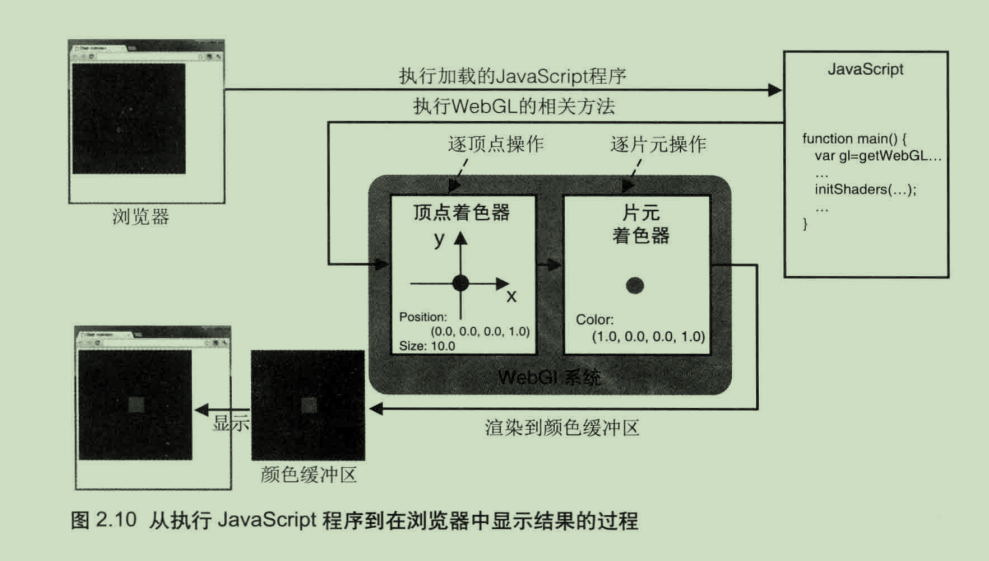 执行加载的JavaScript程序
JavaScript
执行WebGL的相关方法
逐顶点操作
逐片元操作
function main() {
var gl=getWebGL…
…
initShaders(…);
…
}
浏览器
顶点着色器
y
x
Position:
(0.0, 0.0, 0.0, 1.0)
Size: 10.0
片元
着色器
Color:
(1.0, 0.0, 0.0, 1.0)
WebGl 系统
显示
渲染到颜色缓冲区
颜色缓冲区
图 2.10 从执行 JavaScript 程序到在浏览器中显示结果的过程